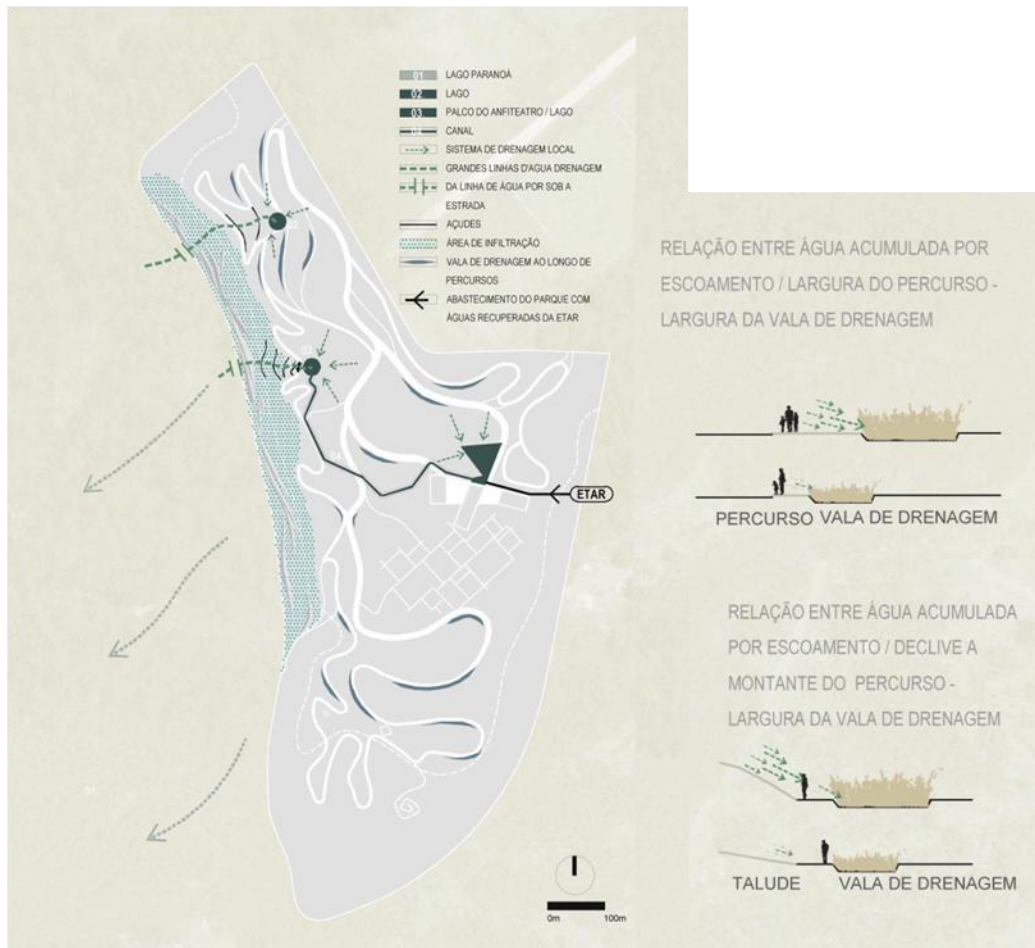 01 LAGO PARANOÁ
02 LAGO
03 PALCO DO ANFITEATRO / LAGO
04 CANAL
SISTEMA DE DRENAGEM LOCAL
GRANDES LINHAS D'AGUA DRENAGEM
DA LINHA DE ÁGUA POR SOB A
ESTRADA
AÇUDES
ÁREA DE INFILTRAÇÃO
VALA DE DRENAGEM AO LONGO DE
PERCURSOS
ABASTECIMENTO DO PARQUE COM
ÁGUAS RECUPERADAS DA ETAR
ETAR
01
0m 100m
RELAÇÃO ENTRE ÁGUA ACUMULADA POR
ESCOAMENTO / LARGURA DO PERCURSO -
LARGURA DA VALA DE DRENAGEM
PERCURSO VALA DE DRENAGEM
RELAÇÃO ENTRE ÁGUA ACUMULADA
POR ESCOAMENTO / DECLIVE A
MONTANTE DO PERCURSO -
LARGURA DA VALA DE DRENAGEM
TALUDE VALA DE DRENAGEM